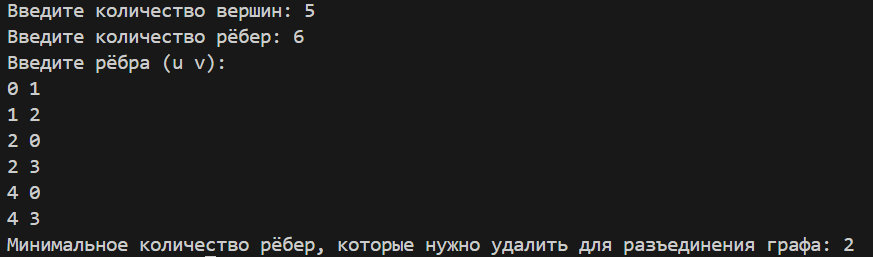 Введите количество вершин: 5
Введите количество рёбер: 6
Введите рёбра (u v):
0 1
1 2
2 0
2 3
4 0
4 3
Минимальное количество рёбер, которые нужно удалить для разъединения графа: 2